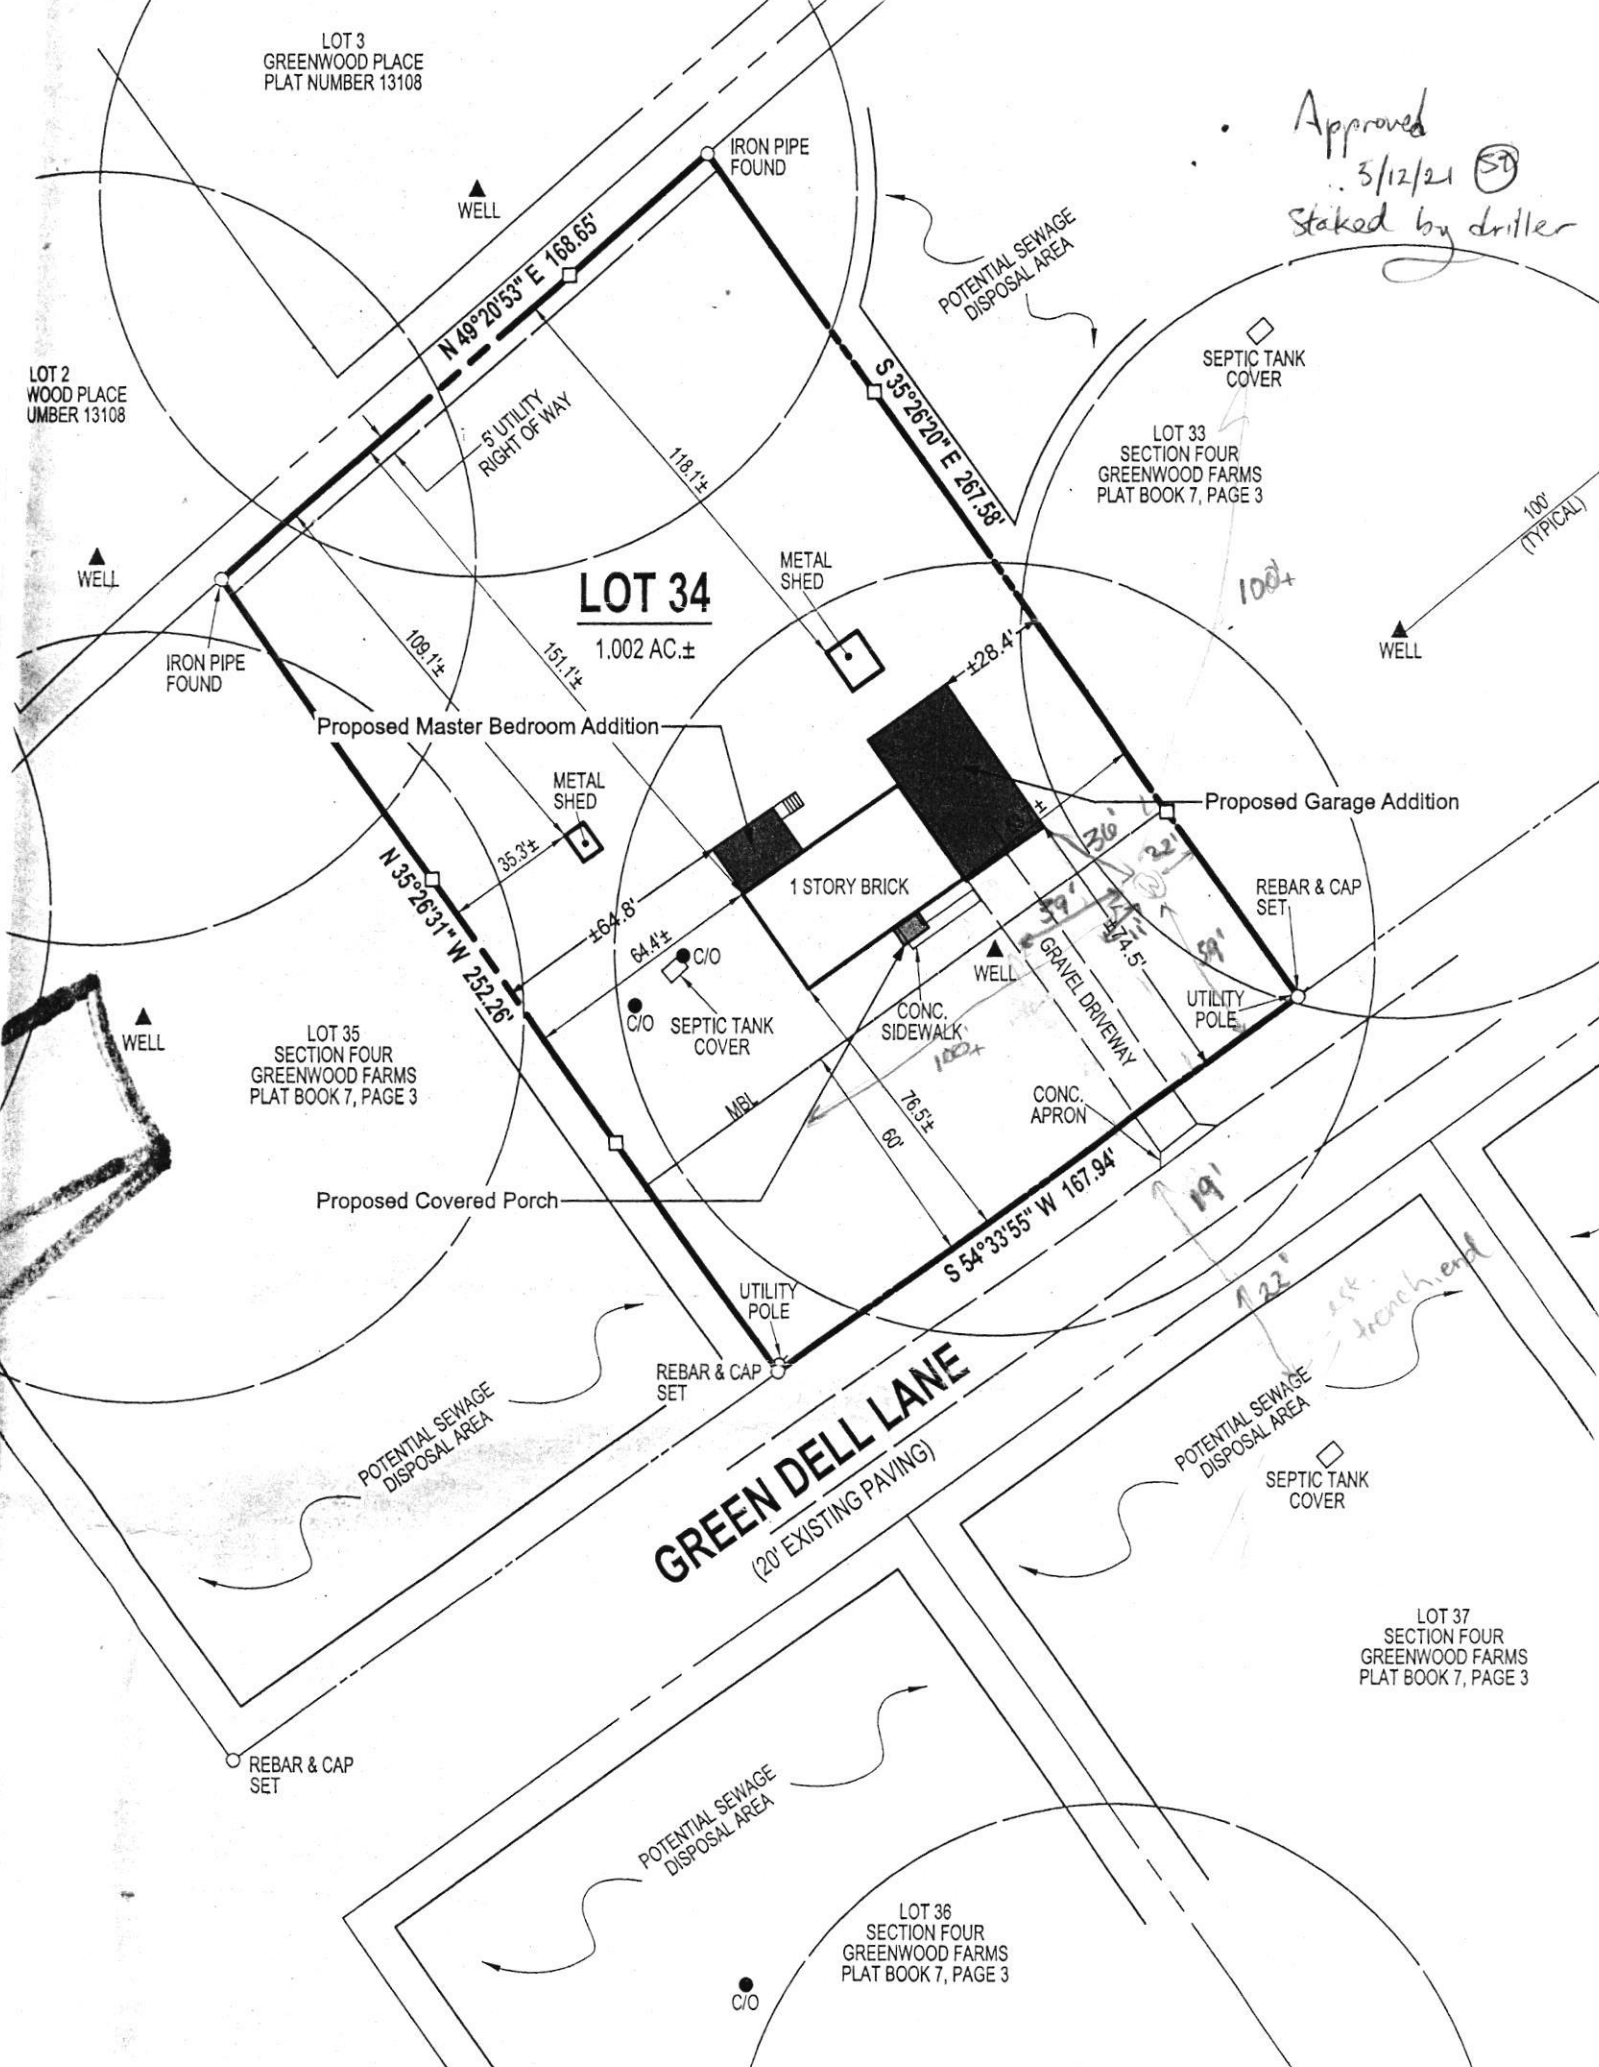 LOT 3
GREENWOOD PLACE
PLAT NUMBER 13108
Approved
5/12/21
Staked by driller
IRON PIPE
FOUND
WELL
N 49°20'53" E 168.65'
POTENTIAL SEWAGE
DISPOSAL AREA
SEPTIC TANK
COVER
LOT 2
WOOD PLACE
UMBER 13108
5' UTILITY
RIGHT OF WAY
S 35°26'20" E 267.58'
LOT 33
SECTION FOUR
GREENWOOD FARMS
PLAT BOOK 7, PAGE 3
118.1'±
100'
(TYPICAL)
WELL
METAL
SHED
LOT 34
1.002 AC.±
100'+
WELL
IRON PIPE
FOUND
109.1'±
151.1'±
±28.4'
Proposed Master Bedroom Addition
METAL
SHED
Proposed Garage Addition
35.3'±
36'
22'
N 35°26'31" W 252.26'
1 STORY BRICK
REBAR & CAP
SET
±64.8'
64.4'±
39'
±74.5'
59'
C/O
WELL
GRAVEL DRIVEWAY
UTILITY
POLE
C/O
SEPTIC TANK
COVER
CONC.
SIDEWALK
WELL
LOT 35
SECTION FOUR
GREENWOOD FARMS
PLAT BOOK 7, PAGE 3
100'+
MBL
76.5'±
60'
CONC.
APRON
Proposed Covered Porch
S 54°33'55" W 167.94'
19'
22'
est.
trench end
UTILITY
POLE
REBAR & CAP
SET
GREEN DELL LANE
(20' EXISTING PAVING)
POTENTIAL SEWAGE
DISPOSAL AREA
POTENTIAL SEWAGE
DISPOSAL AREA
SEPTIC TANK
COVER
LOT 37
SECTION FOUR
GREENWOOD FARMS
PLAT BOOK 7, PAGE 3
REBAR & CAP
SET
POTENTIAL SEWAGE
DISPOSAL AREA
LOT 36
SECTION FOUR
GREENWOOD FARMS
PLAT BOOK 7, PAGE 3
C/O